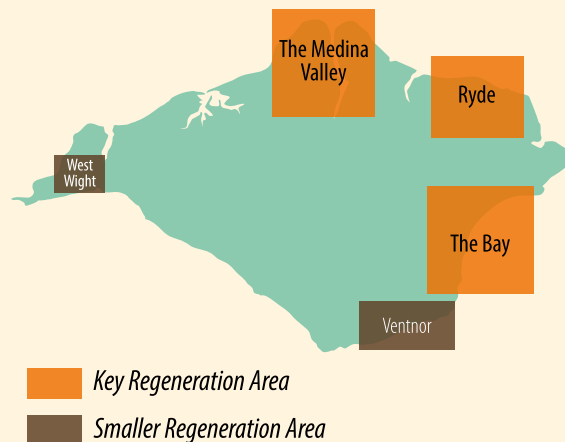 The Medina
Valley
Ryde
West
Wight
The Bay
Ventnor
Key Regeneration Area
Smaller Regeneration Area